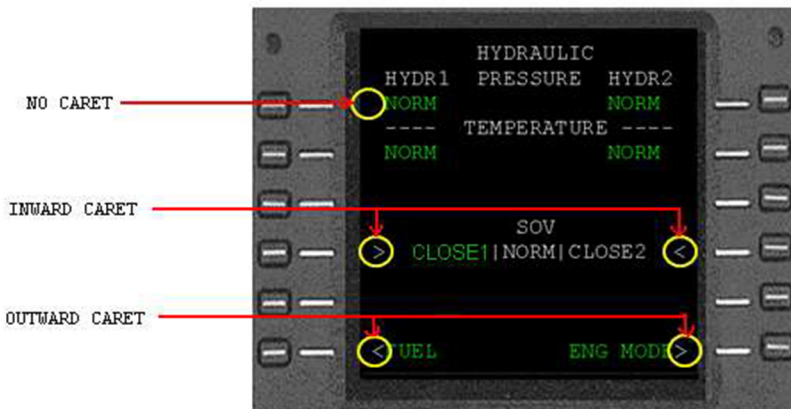 HYDRAULIC
HYDR1 PRESSURE HYDR2
NO CARET
NORM NORM
---- TEMPERATURE ----
NORM NORM
INWARD CARET
SOV
> CLOSE1|NORM|CLOSE2 <
OUTWARD CARET
<FUEL ENG MODE>